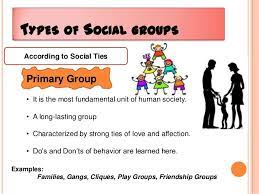 Types of Social groups
According to Social Ties
Primary Group
• It is the most fundamental unit of human society.
• A long-lasting group
• Characterized by strong ties of love and affection.
• Do's and Don'ts of behavior are learned here.
Examples:
Families, Gangs, Cliques, Play Groups, Friendship Groups